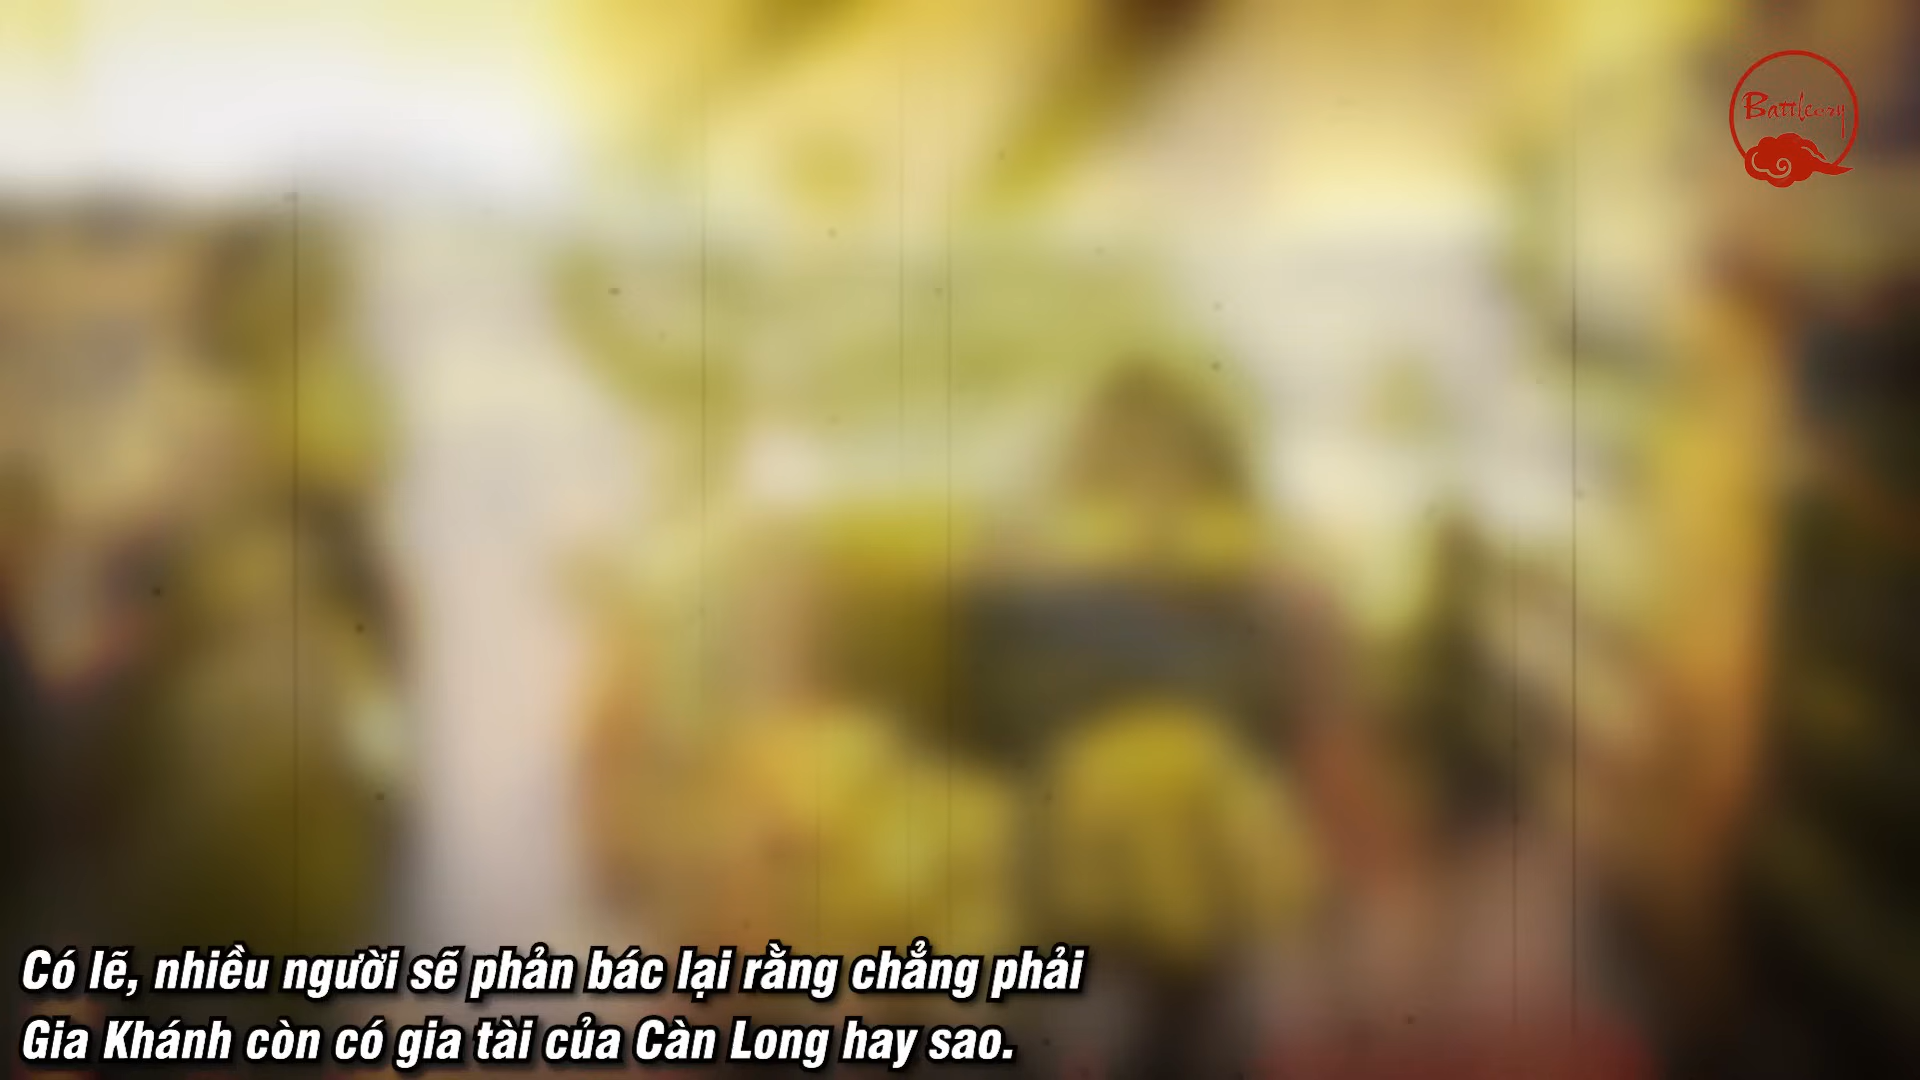 Battlecry
Có lẽ, nhiều người sẽ phản bác lại rằng chẳng phải
Gia Khánh còn có gia tài của Càn Long hay sao.